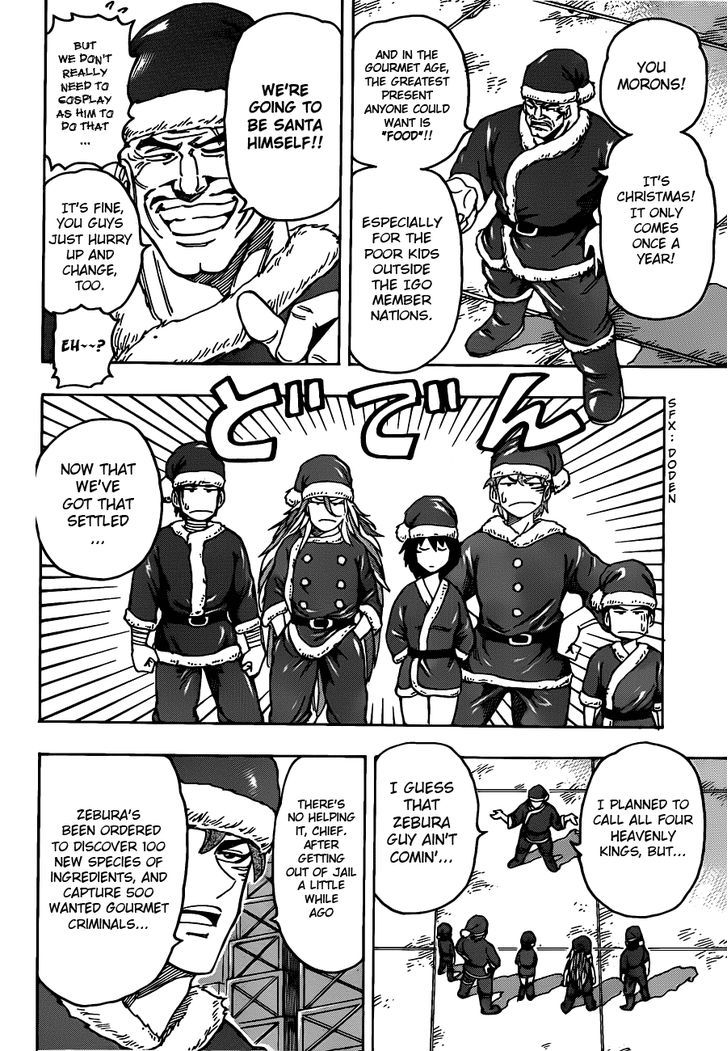 YOU
MORONS!
IT'S
CHRISTMAS!
IT ONLY
COMES
ONCE A
YEAR!
AND IN THE
GOURMET AGE,
THE GREATEST
PRESENT
ANYONE COULD
WANT IS
"FOOD"!!
ESPECIALLY
FOR THE
POOR KIDS
OUTSIDE
THE IGO
MEMBER
NATIONS.
WE'RE
GOING TO
BE SANTA
HIMSELF!!
BUT
WE DON'T
REALLY
NEED TO
COSPLAY
AS HIM TO
DO THAT
...
IT'S FINE,
YOU GUYS
JUST HURRY
UP AND
CHANGE,
TOO.
EH~~?
どでん
SFX: DODEN
NOW THAT
WE'VE
GOT THAT
SETTLED
...
I PLANNED TO
CALL ALL FOUR
HEAVENLY
KINGS, BUT...
I GUESS
THAT
ZEBURA
GUY AIN'T
COMIN'...
THERE'S
NO HELPING
IT, CHIEF.
AFTER
GETTING
OUT OF JAIL
A LITTLE
WHILE
AGO
ZEBURA'S
BEEN ORDERED
TO DISCOVER 100
NEW SPECIES OF
INGREDIENTS, AND
CAPTURE 500
WANTED GOURMET
CRIMINALS...